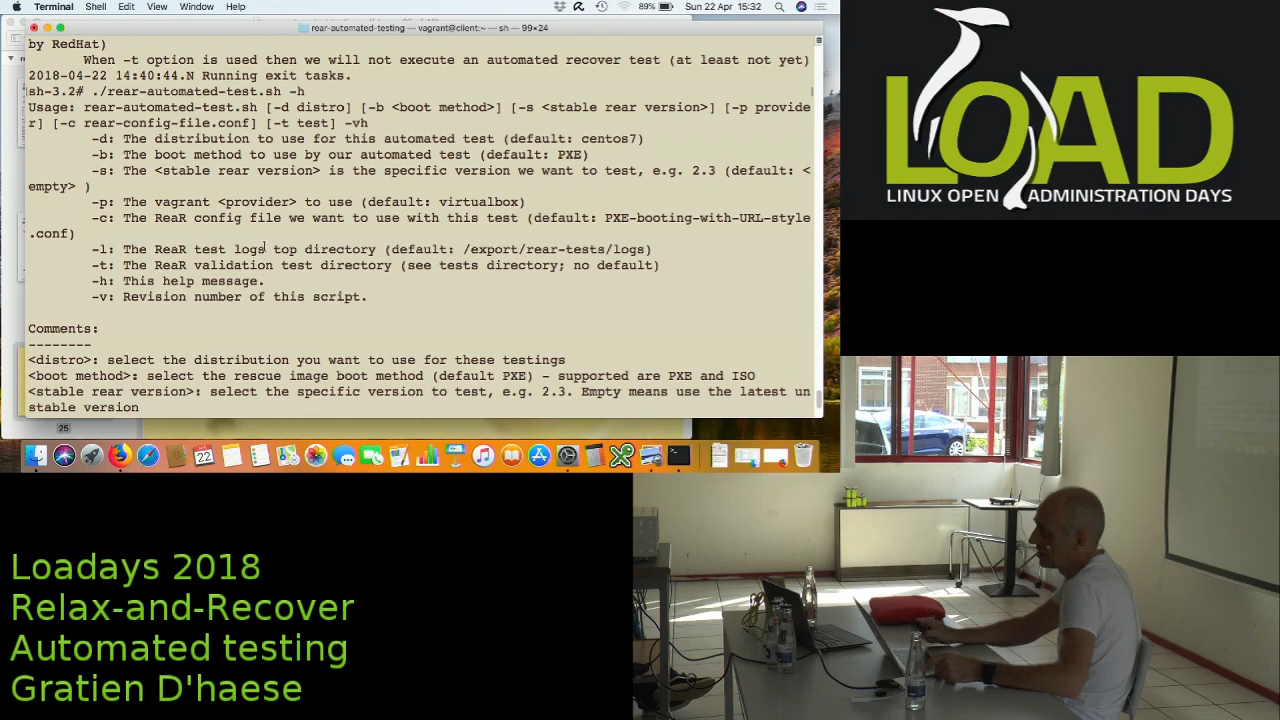 Terminal Shell Edit View Window Help
89% Sun 22 Apr 15:32
rear-automated-testing — vagrant@client:~ — sh — 99×24
by RedHat)
When -t option is used then we will not execute an automated recover test (at least not yet)
2018-04-22 14:40:44.N Running exit tasks.
sh-3.2# ./rear-automated-test.sh -h
Usage: rear-automated-test.sh [-d distro] [-b <boot method>] [-s <stable rear version>] [-p provide
r] [-c rear-config-file.conf] [-t test] -vh
-d: The distribution to use for this automated test (default: centos7)
-b: The boot method to use by our automated test (default: PXE)
-s: The <stable rear version> is the specific version we want to test, e.g. 2.3 (default: <
empty> )
-p: The vagrant <provider> to use (default: virtualbox)
-c: The ReaR config file we want to use with this test (default: PXE-booting-with-URL-style
.conf)
-l: The ReaR test logs top directory (default: /export/rear-tests/logs)
-t: The ReaR validation test directory (see tests directory; no default)
-h: This help message.
-v: Revision number of this script.
Comments:
--------
<distro>: select the distribution you want to use for these testings
<boot method>: select the rescue image boot method (default PXE) - supported are PXE and ISO
<stable rear version>: select the specific version to test, e.g. 2.3. Empty means use the latest un
stable version
25
22
LOAD
LINUX OPEN ADMINISTRATION DAYS
Loadays 2018
Relax-and-Recover
Automated testing
Gratien D'haese